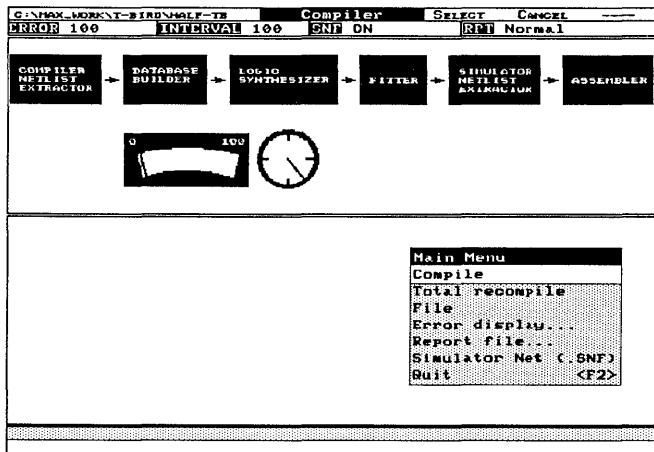 C:\MAX_WORK\T-BIRD\HALF-TB Compiler SELECT CANCEL
ERROR 100 INTERVAL 100 SNF ON RPT Normal
COMPILER
NETLIST
EXTRACTOR
DATABASE
BUILDER
LOGIC
SYNTHESIZER
FITTER
SIMULATOR
NETLIST
EXTRACTOR
ASSEMBLER
0 100
Main Menu
Compile
Total recompile
File
Error display...
Report file...
Simulator Net (.SNF)
Quit <F2>